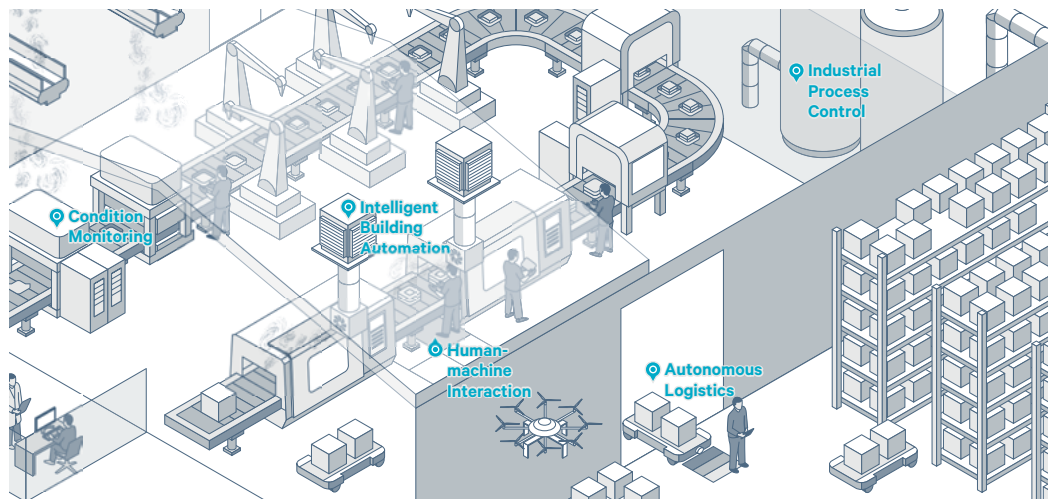 Industrial
Process
Control
Condition
Monitoring
Intelligent
Building
Automation
Human-
machine
Interaction
Autonomous
Logistics